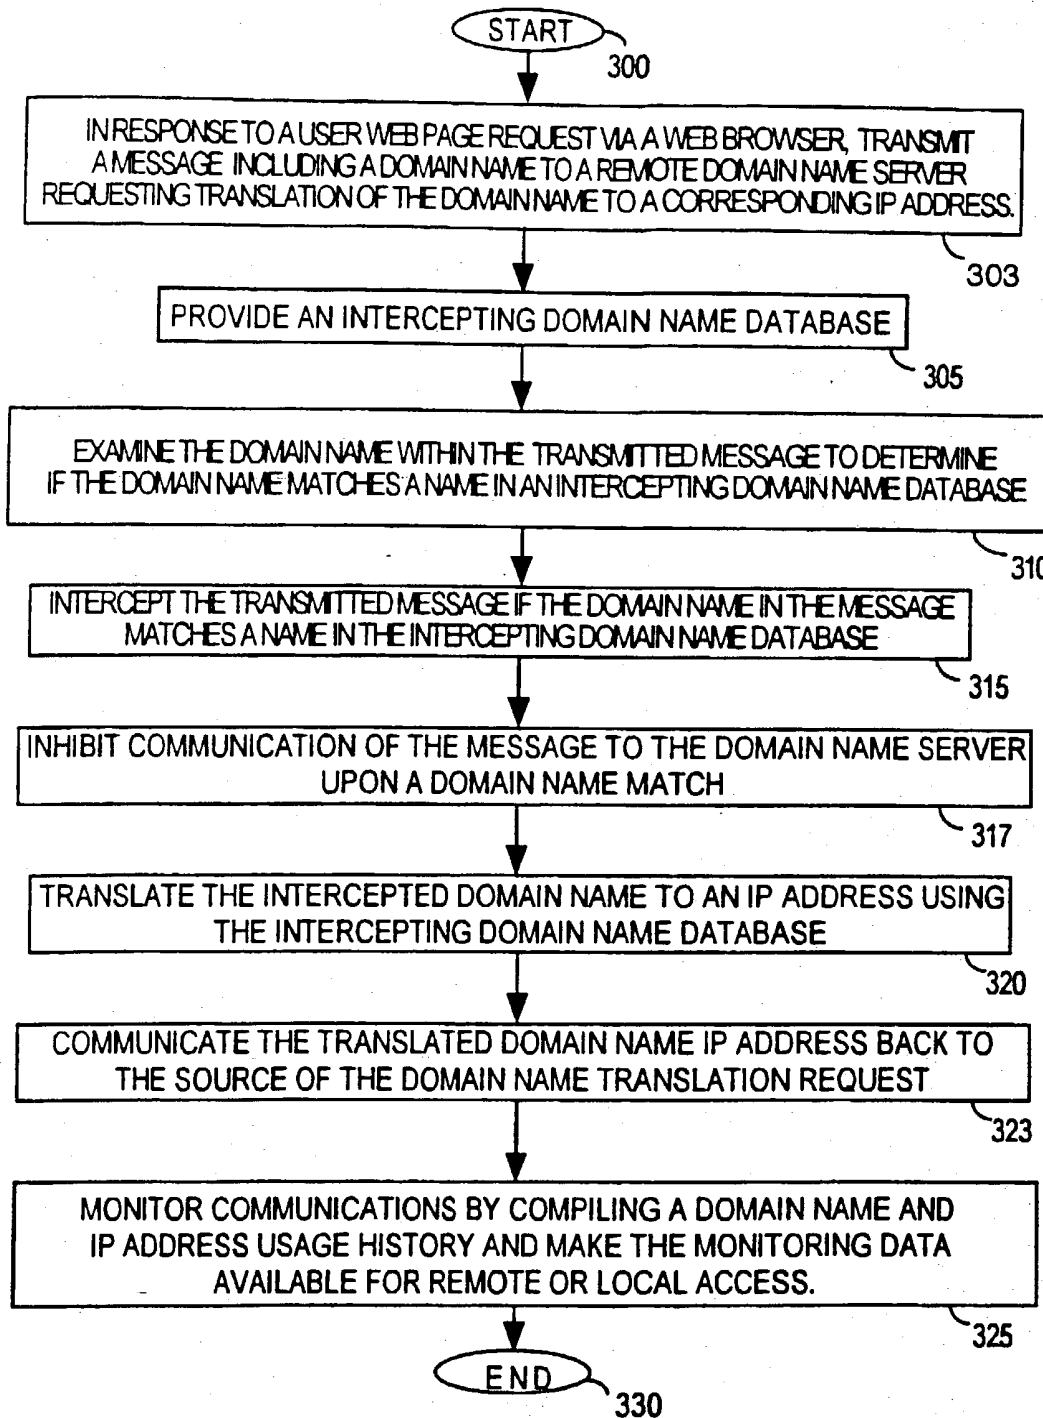 START
300
IN RESPONSE TO A USER WEB PAGE REQUEST VIA A WEB BROWSER, TRANSMIT
A MESSAGE INCLUDING A DOMAIN NAME TO A REMOTE DOMAIN NAME SERVER
REQUESTING TRANSLATION OF THE DOMAIN NAME TO A CORRESPONDING IP ADDRESS.
303
PROVIDE AN INTERCEPTING DOMAIN NAME DATABASE
305
EXAMINE THE DOMAIN NAME WITHIN THE TRANSMITTED MESSAGE TO DETERMINE
IF THE DOMAIN NAME MATCHES A NAME IN AN INTERCEPTING DOMAIN NAME DATABASE
310
INTERCEPT THE TRANSMITTED MESSAGE IF THE DOMAIN NAME IN THE MESSAGE
MATCHES A NAME IN THE INTERCEPTING DOMAIN NAME DATABASE
315
INHIBIT COMMUNICATION OF THE MESSAGE TO THE DOMAIN NAME SERVER
UPON A DOMAIN NAME MATCH
317
TRANSLATE THE INTERCEPTED DOMAIN NAME TO AN IP ADDRESS USING
THE INTERCEPTING DOMAIN NAME DATABASE
320
COMMUNICATE THE TRANSLATED DOMAIN NAME IP ADDRESS BACK TO
THE SOURCE OF THE DOMAIN NAME TRANSLATION REQUEST
323
MONITOR COMMUNICATIONS BY COMPILING A DOMAIN NAME AND
IP ADDRESS USAGE HISTORY AND MAKE THE MONITORING DATA
AVAILABLE FOR REMOTE OR LOCAL ACCESS.
325
END
330